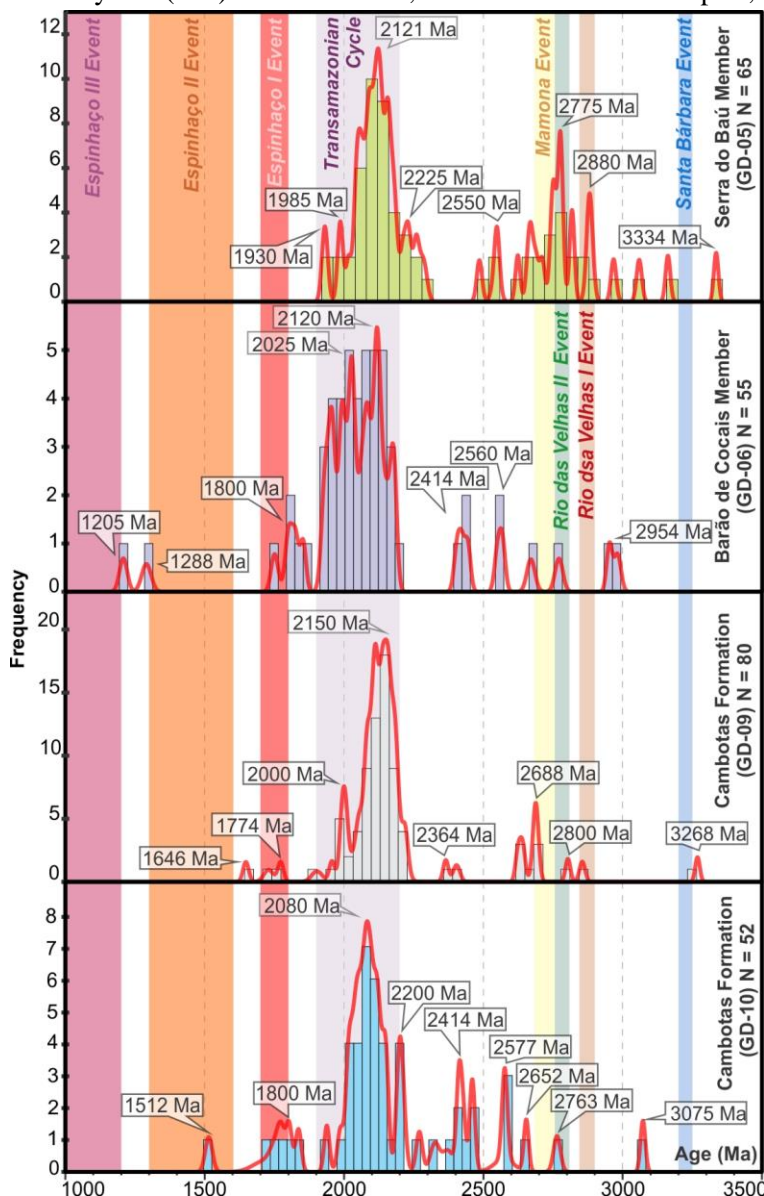 12
10
8
6
4
2
0
Espinhaço III Event
Espinhaço II Event
Espinhaço I Event
Transamazonian
Cycle
Mamona Event
Santa Bárbara Event
2121 Ma
2775 Ma
1985 Ma
2225 Ma
2880 Ma
2550 Ma
1930 Ma
3334 Ma
Serra do Baú Member
(GD-05) N = 65
5
4
3
2
1
0
2120 Ma
2025 Ma
1800 Ma
2560 Ma
2414 Ma
1205 Ma
1288 Ma
2954 Ma
Rio das Velhas II Event
Rio dsa Velhas I Event
Barão de Cocais Member
(GD-06) N = 55
Frequency
20
15
10
5
0
2150 Ma
2000 Ma
2688 Ma
1774 Ma
2364 Ma
1646 Ma
2800 Ma
3268 Ma
Cambotas Formation
(GD-09) N = 80
8
7
6
5
4
3
2
1
0
2080 Ma
2200 Ma
2414 Ma
2577 Ma
2652 Ma
1512 Ma
1800 Ma
2763 Ma
3075 Ma
Cambotas Formation
(GD-10) N = 52
Age (Ma)
1000 1500 2000 2500 3000 3500